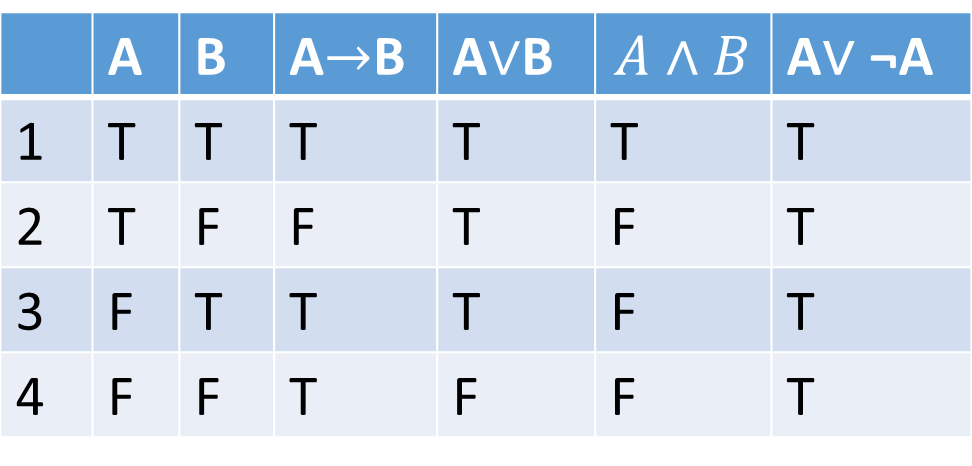 A B A→B A∨B A ∧ B A∨ ¬A
1 T T T T T T
2 T F F T F T
3 F T T T F T
4 F F T F F T